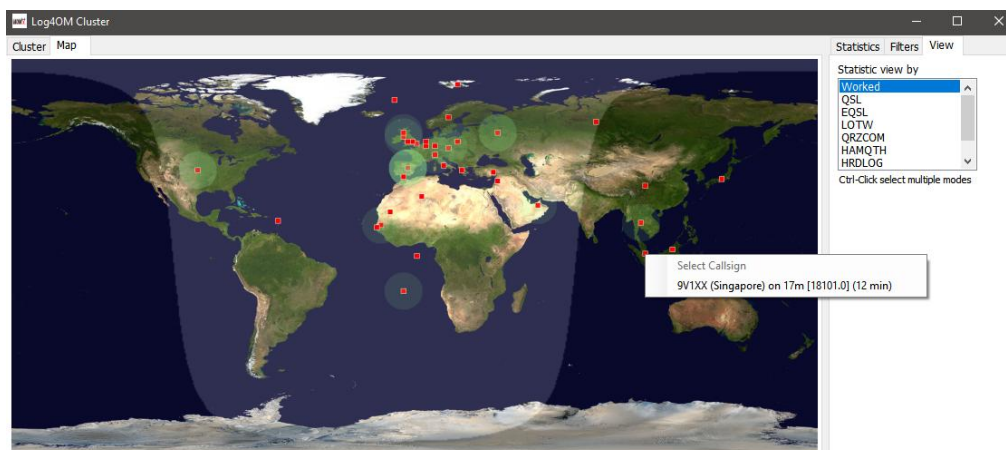 Log4OM Cluster
Cluster Map
Statistics Filters View
Statistic view by
Worked
QSL
EQSL
LOTW
QRZCOM
HAMQTH
HRDLOG
Ctrl-Click select multiple modes
Select Callsign
9V1XX (Singapore) on 17m [18101.0] (12 min)